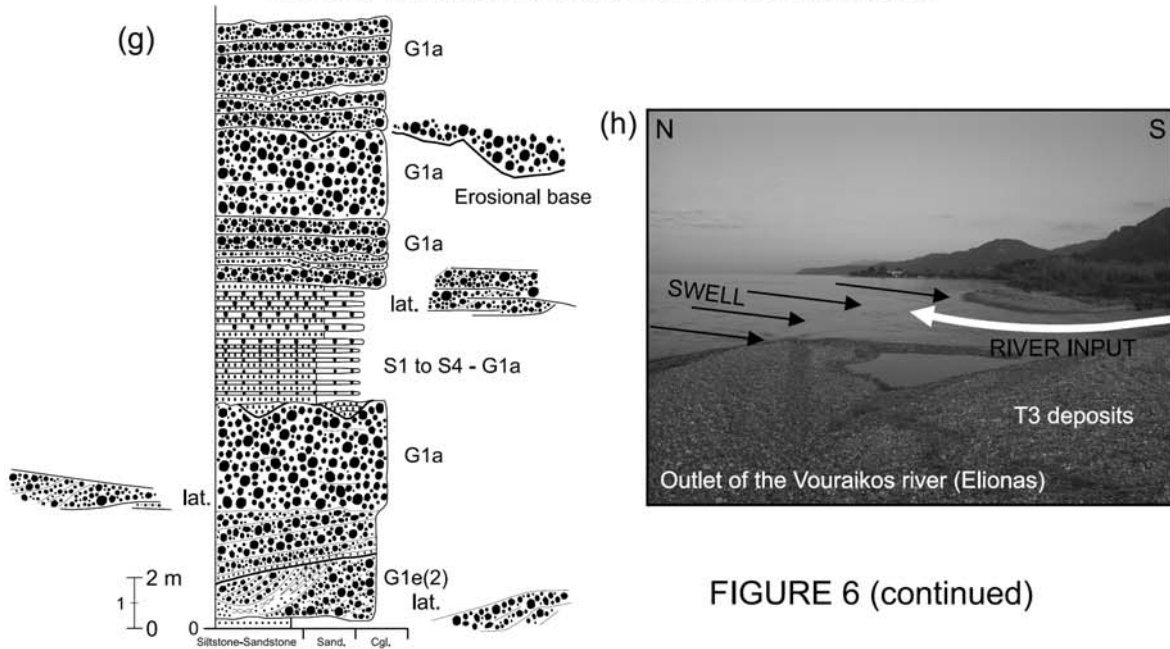 (g)
G1a
G1a
Erosional base
G1a
lat.
S1 to S4 - G1a
G1a
lat.
2 m
1
0
0
G1e(2)
lat.
Siltstone-Sandstone
Sand.
Cgl.
(h)
N
S
SWELL
RIVER INPUT
T3 deposits
Outlet of the Vouraikos river (Elionas)
FIGURE 6 (continued)